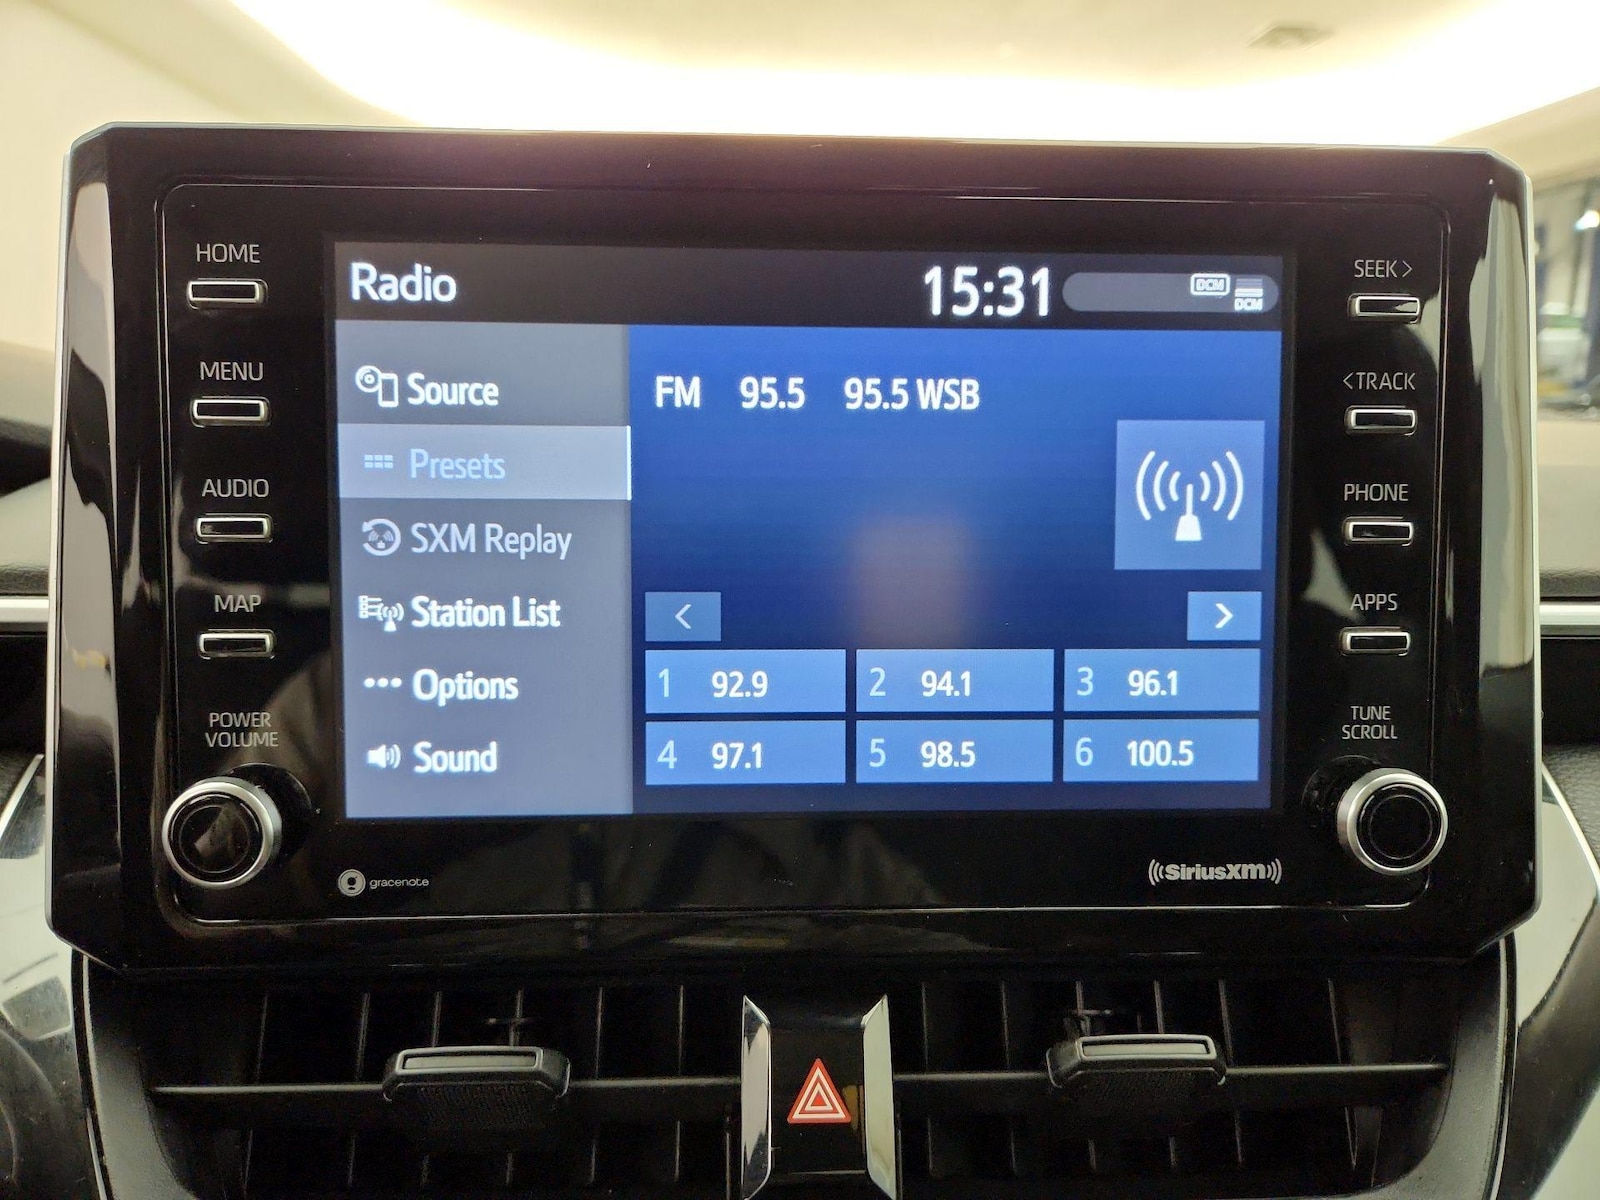 HOME
MENU
AUDIO
MAP
POWER
VOLUME
Radio
15:31
DCM
DCM
Source
Presets
SXM Replay
Station List
Options
Sound
FM 95.5 95.5 WSB
< >
1 92.9 2 94.1 3 96.1
4 97.1 5 98.5 6 100.5
SEEK >
< TRACK
PHONE
APPS
TUNE
SCROLL
gracenote
SiriusXM